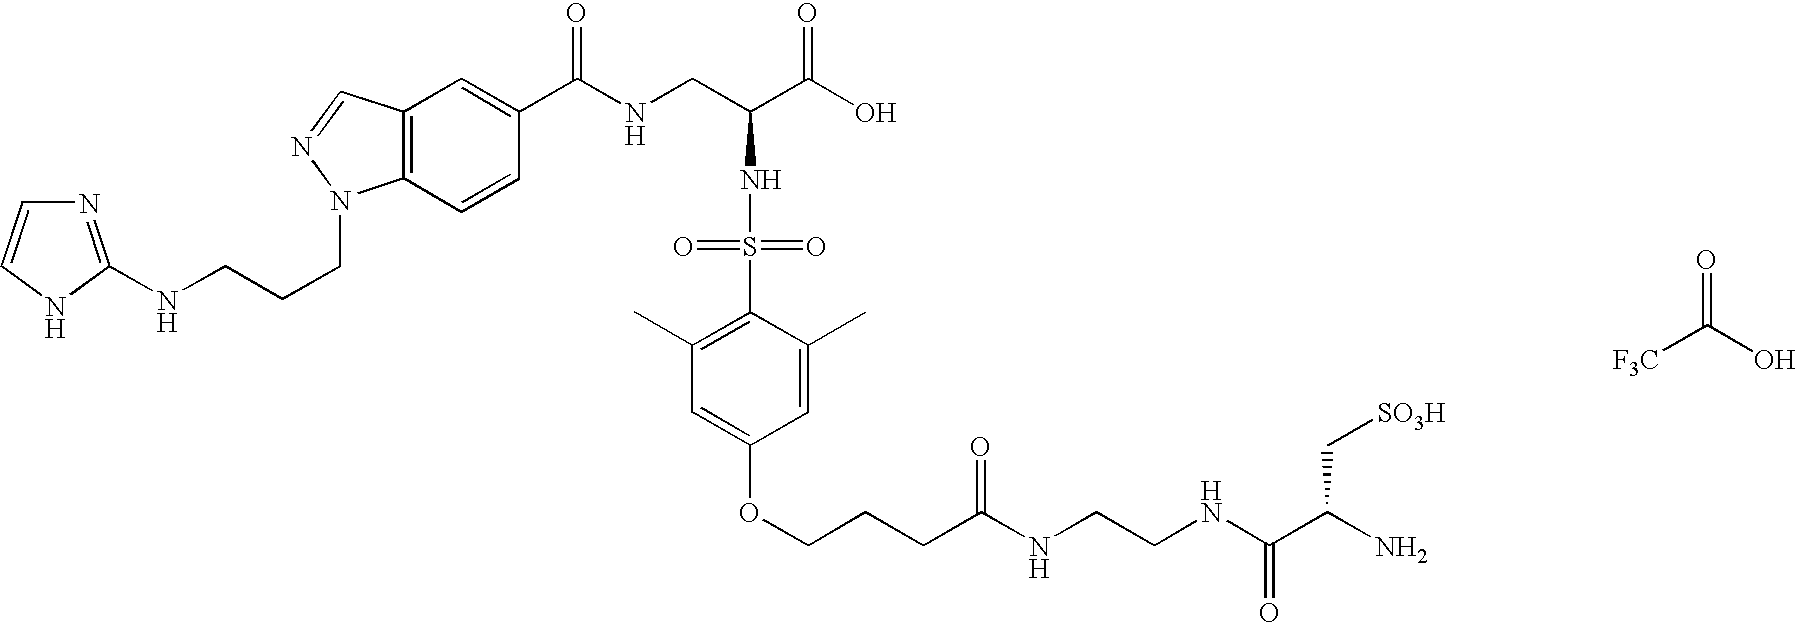 O O
N N H OH
N N NH
N H N H O S O
O
F₃C OH
SO₃H
O H N
O N H NH₂
O